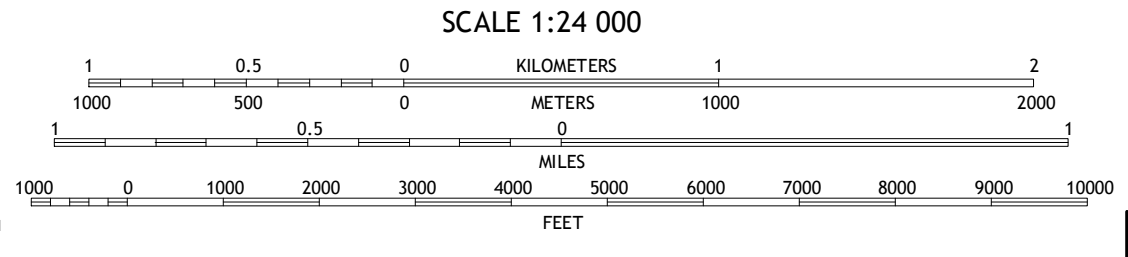 SCALE 1:24 000
1 0.5 0 KILOMETERS 1 2
1000 500 0 METERS 1000 2000
1 0.5 0 1
MILES
1000 0 1000 2000 3000 4000 5000 6000 7000 8000 9000 10000
FEET